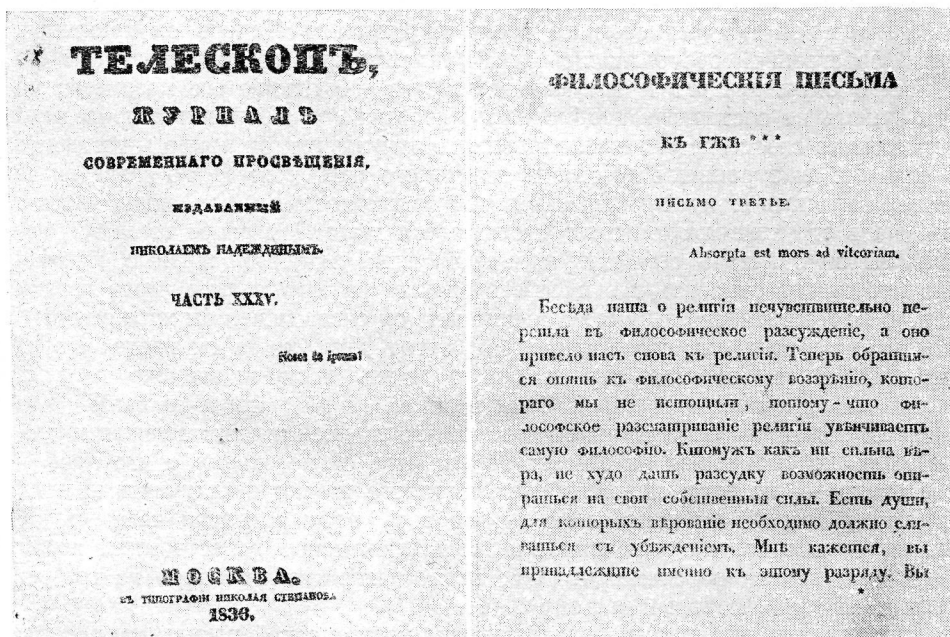 ТЕЛЕСКОПЪ,
ЖУРНАЛЪ
СОВРЕМЕННАГО ПРОСВѢЩЕНІЯ,
ИЗДАВАЕМЫЙ
НИКОЛАЕМЪ НАДЕЖДИНЫМЪ.
ЧАСТЬ XXXV.
МОСКВА.
ВЪ ТИПОГРАФІИ НИКОЛАЯ СТЕПАНОВА
1836.
ФИЛОСОФИЧЕСКІЯ ПИСЬМА
КЪ ГЖѢ ***
ПИСЬМО ТРЕТЬЕ.
Absorpta est mors ad vitcoriam.
Бесѣда наша о религіи нечувствительно пе-
решла въ философическое разсужденіе, а оно
привело насъ снова къ религіи. Теперь обратим-
ся опять къ философическому воззрѣнію, кото-
раго мы не истощили, потому-что фи-
лософское разсматриваніе религіи увѣнчиваетъ
самую философію. Ктомужъ какъ ни сильна вѣ-
ра, не худо дать разсудку возможность опи-
раться на свои собственныя силы. Есть души,
для которыхъ вѣрованіе необходимо должно сли-
ваться съ убѣжденіемъ. Мнѣ кажется, вы
принадлежите именно къ этому разряду. Вы
*